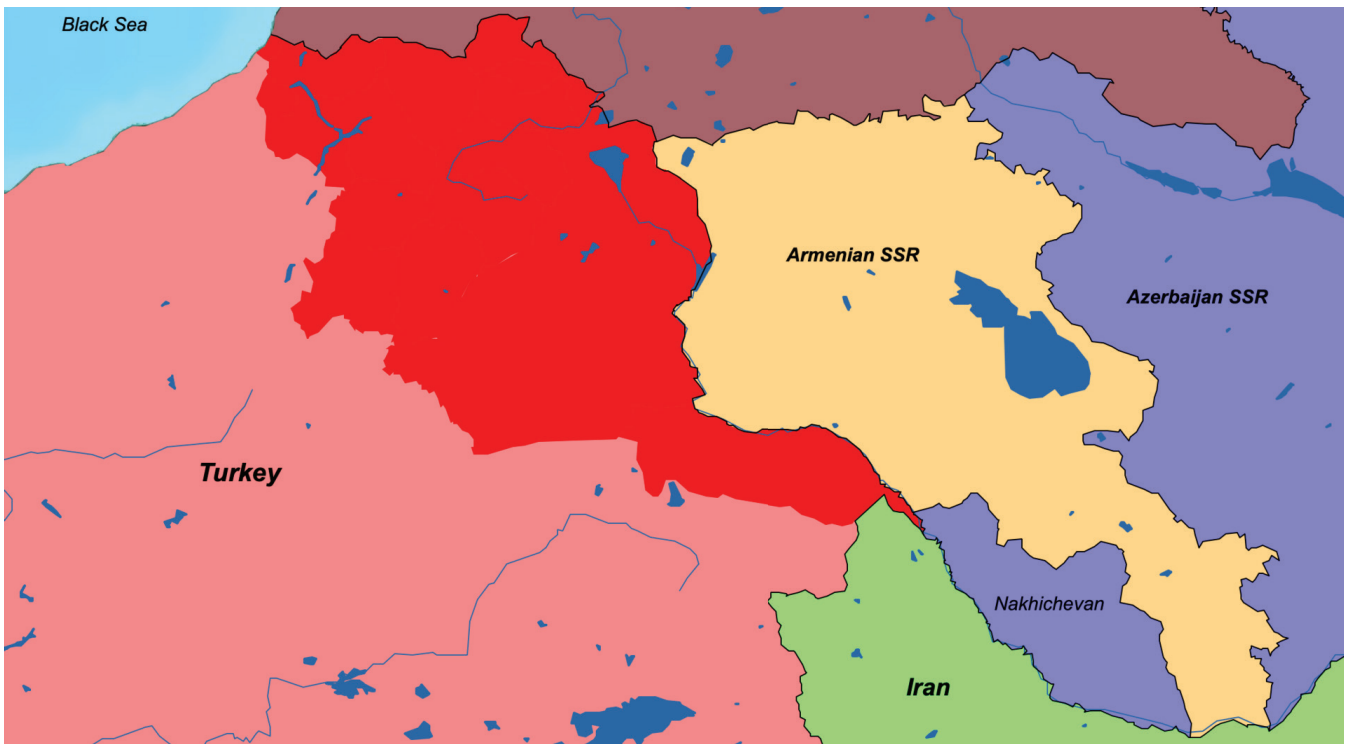 Black Sea
Armenian SSR
Azerbaijan SSR
Turkey
Nakhichevan
Iran